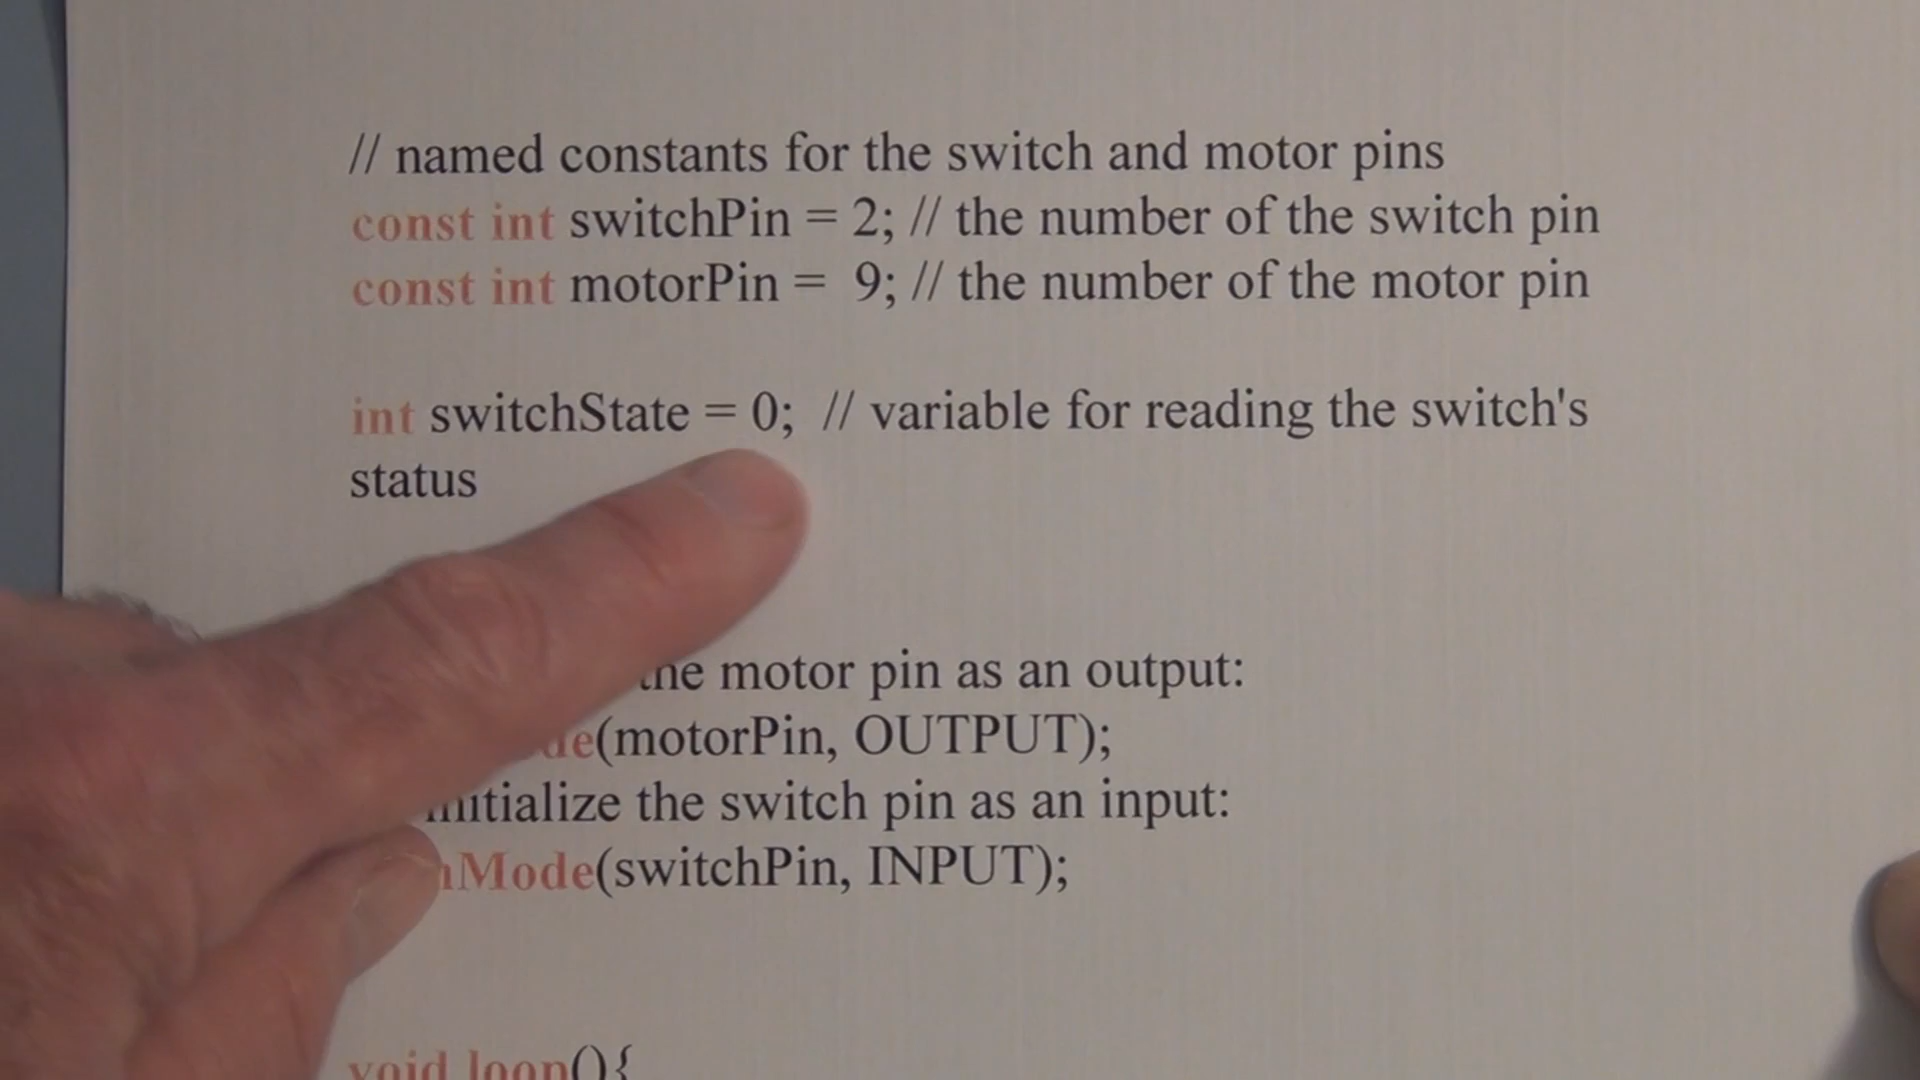 // named constants for the switch and motor pins
const int switchPin = 2; // the number of the switch pin
const int motorPin =  9; // the number of the motor pin
int switchState = 0;  // variable for reading the switch's
status
the motor pin as an output:
(motorPin, OUTPUT);
initialize the switch pin as an input:
Mode(switchPin, INPUT);
void loop(){